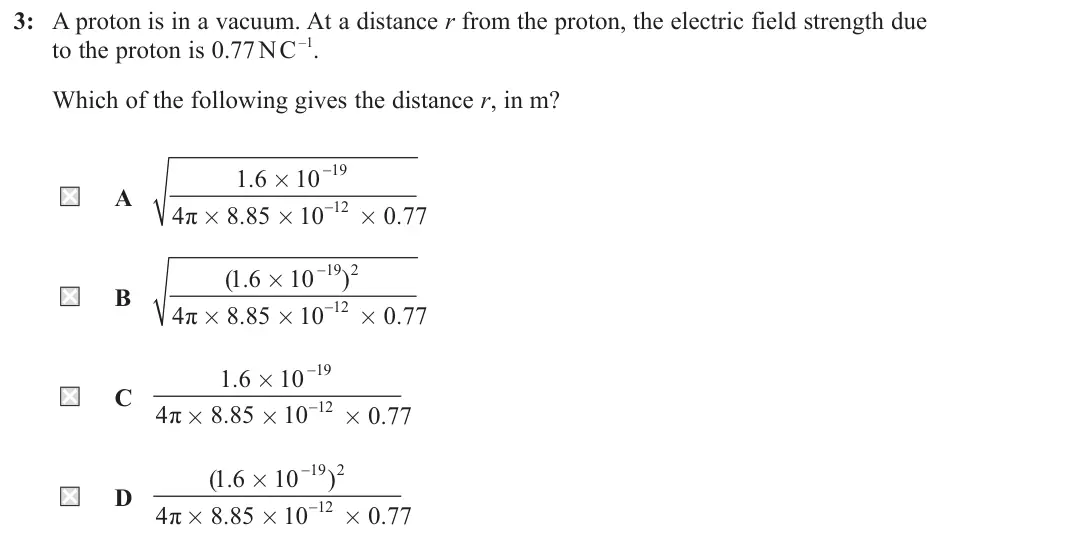 3: A proton is in a vacuum. At a distance r from the proton, the electric field strength due
to the proton is 0.77 N C⁻¹.
Which of the following gives the distance r, in m?
A √((1.6 × 10⁻¹⁹) / (4π × 8.85 × 10⁻¹² × 0.77))
B √((1.6 × 10⁻¹⁹)² / (4π × 8.85 × 10⁻¹² × 0.77))
C 1.6 × 10⁻¹⁹ / (4π × 8.85 × 10⁻¹² × 0.77)
D (1.6 × 10⁻¹⁹)² / (4π × 8.85 × 10⁻¹² × 0.77)